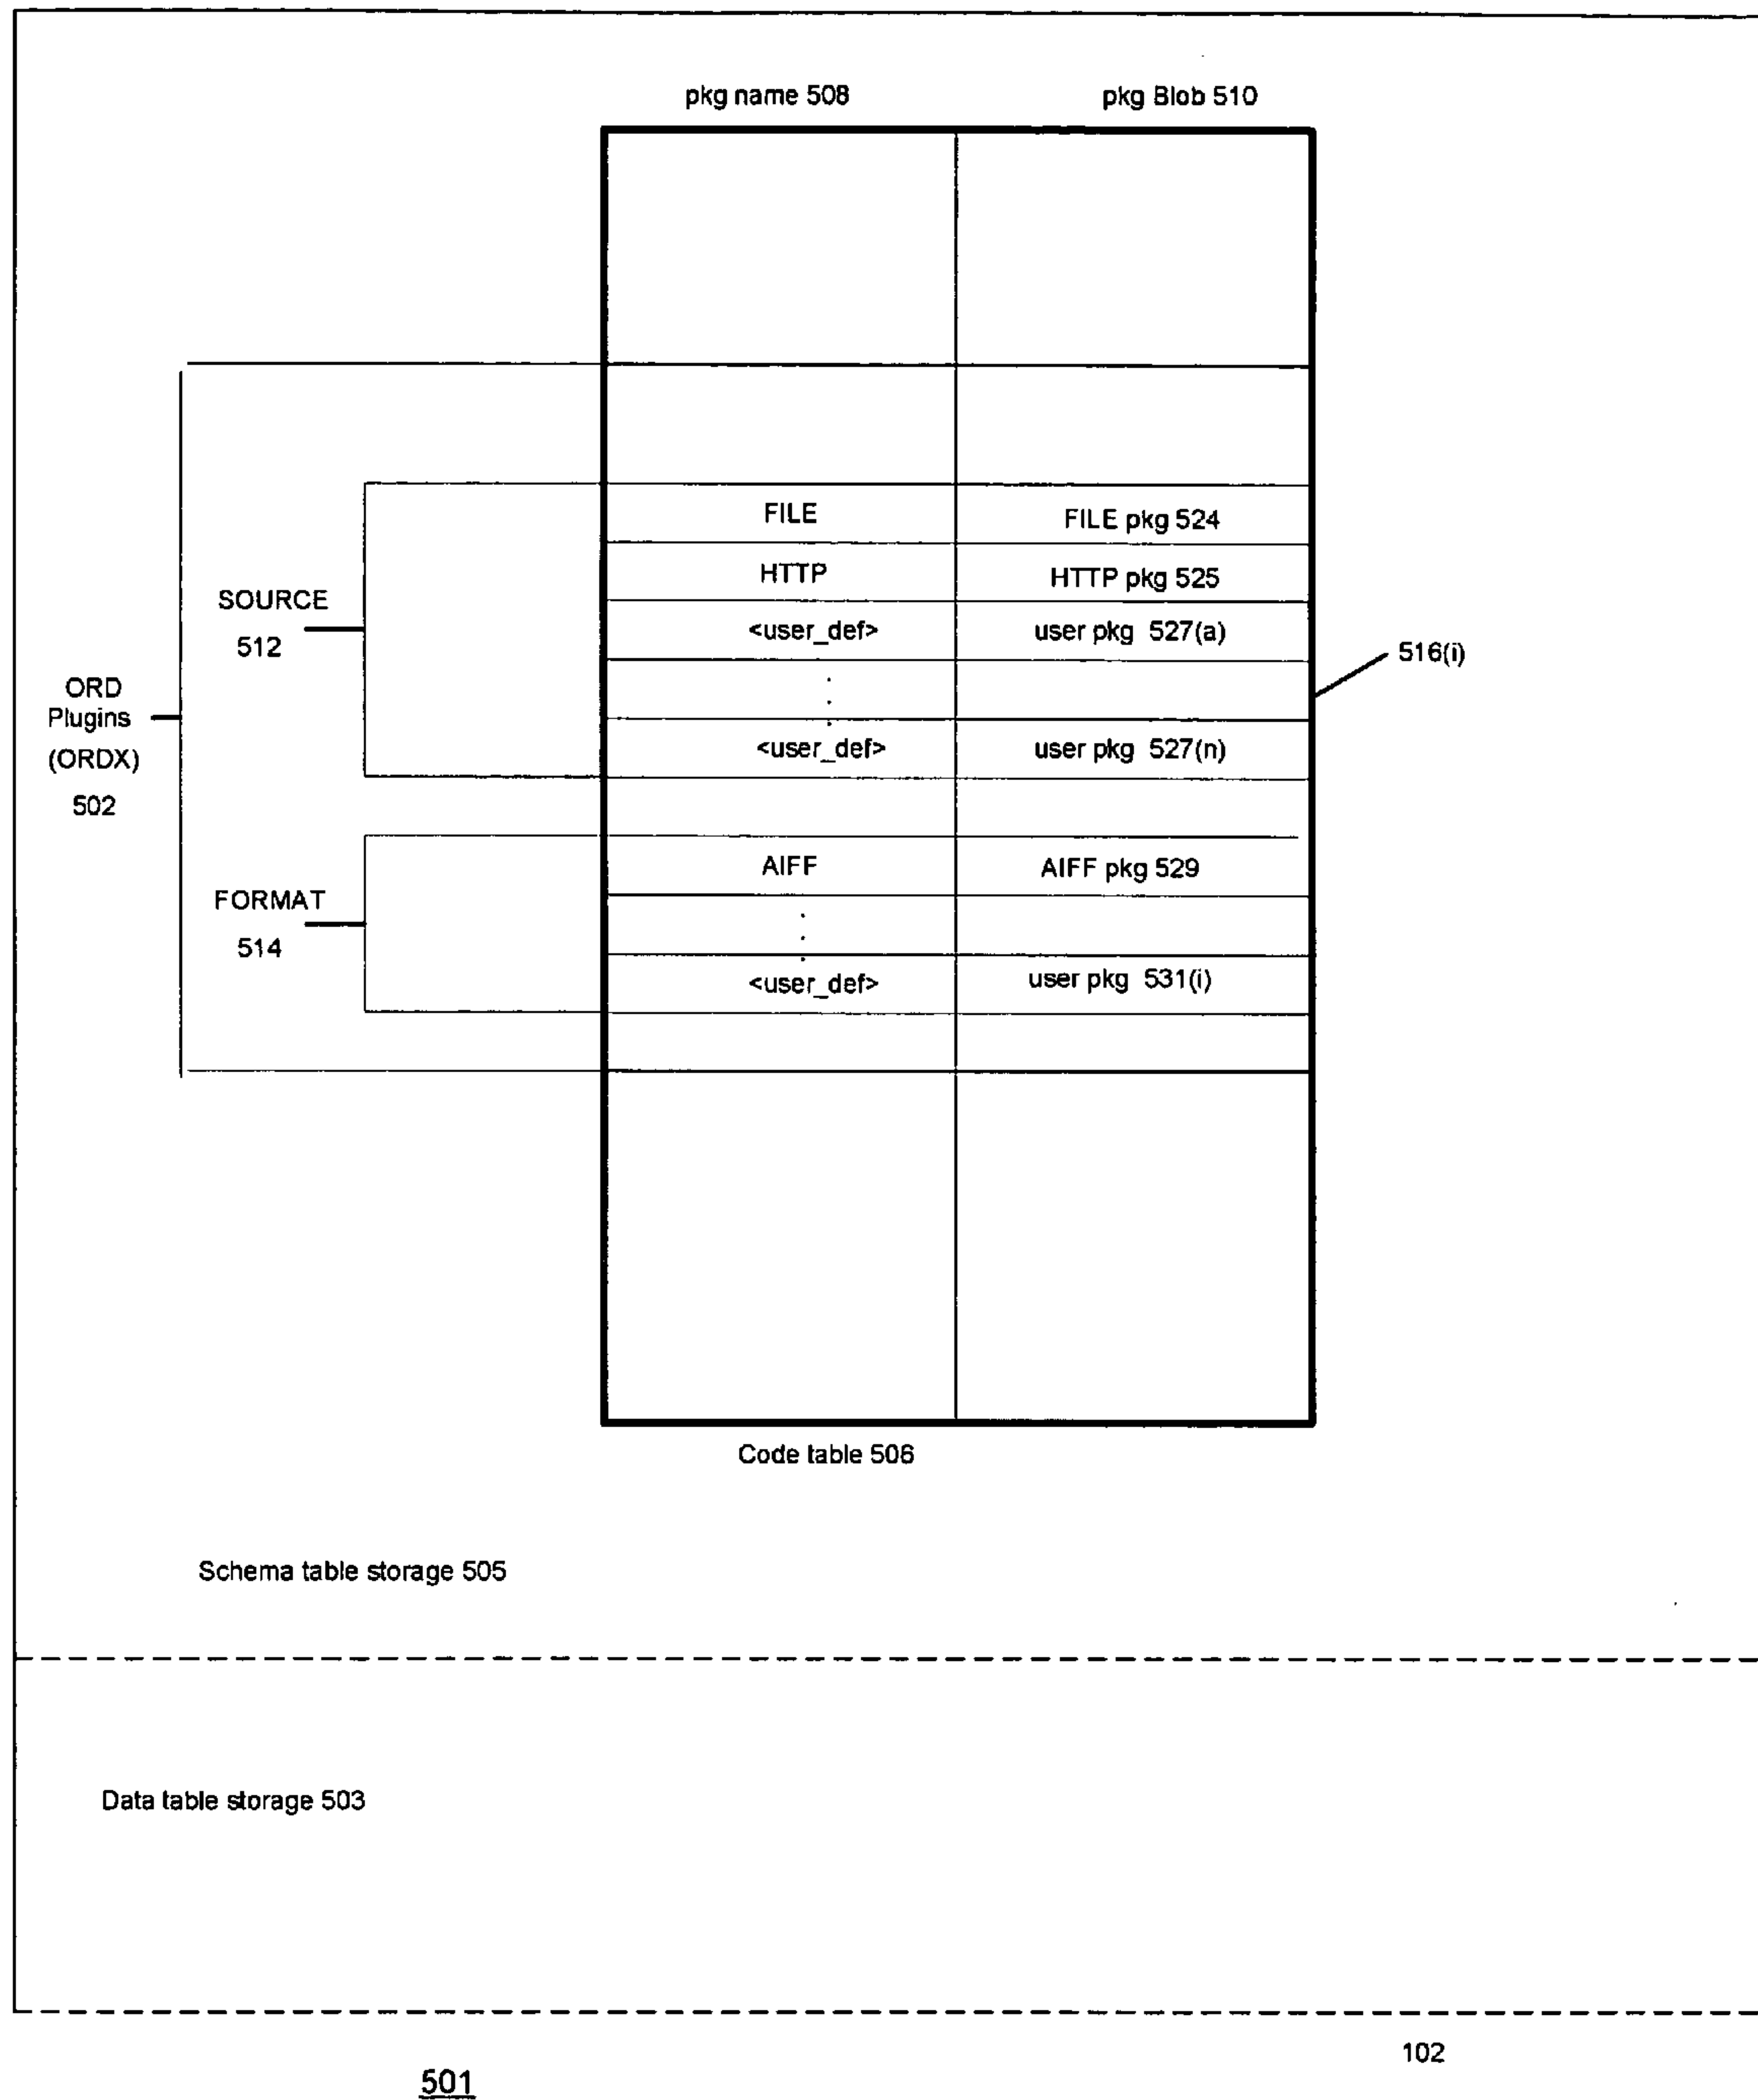 pkg name 508 pkg Blob 510
FILE FILE pkg 524
HTTP HTTP pkg 525
SOURCE
512
<user_def> user pkg 527(a)
516(i)
ORD
Plugins
(ORDX)
502
.
.
.
<user_def> user pkg 527(n)
AIFF AIFF pkg 529
FORMAT
514
.
.
.
<user_def> user pkg 531(i)
Code table 506
Schema table storage 505
Data table storage 503
102
501